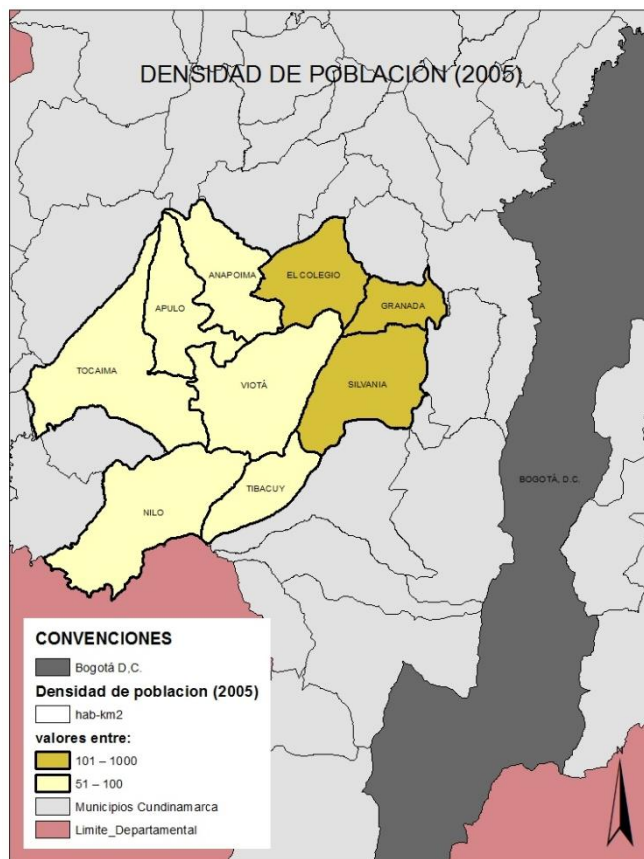 DENSIDAD DE POBLACION (2005)
ANAPOIMA
EL COLEGIO
APULO
GRANADA
TOCAIMA
VIOTÁ
SILVANIA
BOGOTÁ, D.C.
TIBACUY
NILO
CONVENCIONES
Bogotá D,C.
Densidad de poblacion (2005)
hab-km2
valores entre:
101 – 1000
51 – 100
Municipios Cundinamarca
Limite_Departamental
N